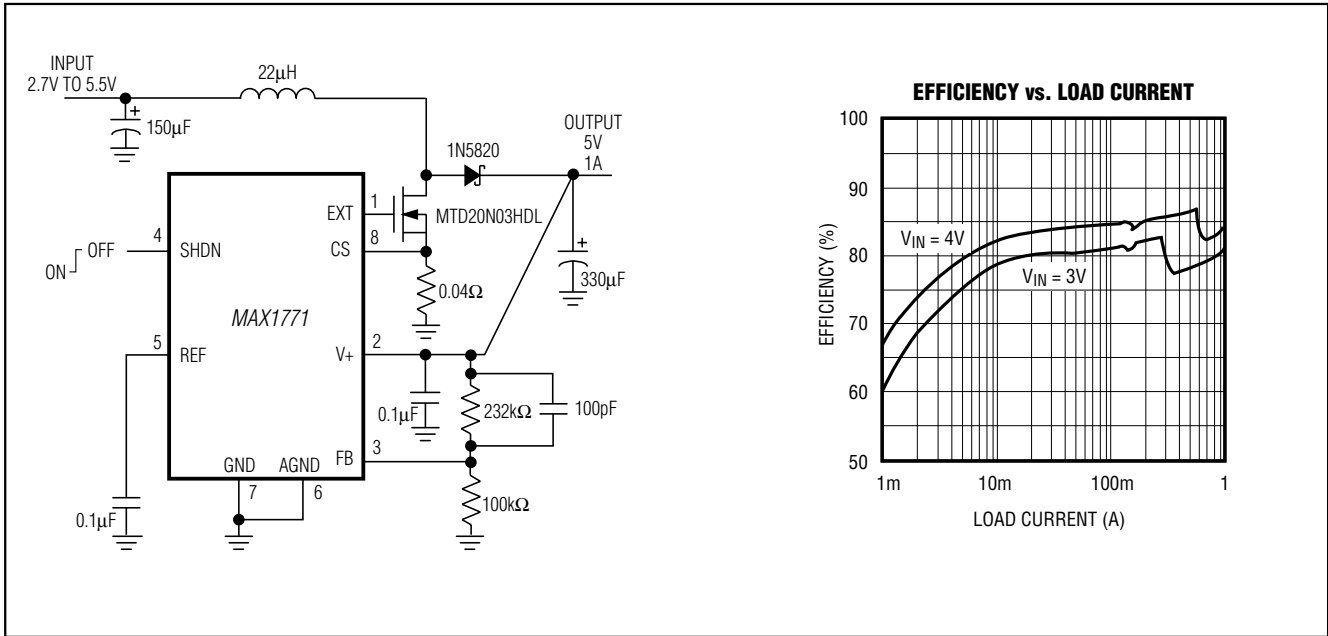 INPUT
2.7V TO 5.5V
22μH
+
150μF
OUTPUT
5V
1A
1N5820
1
EXT
MTD20N03HDL
8
CS
4
OFF
ON
SHDN
+
330μF
0.04Ω
MAX1771
5
REF
2
V+
0.1μF
232kΩ
100pF
3
FB
GND
AGND
7
6
100kΩ
0.1μF
EFFICIENCY vs. LOAD CURRENT
100
90
80
70
60
50
EFFICIENCY (%)
VIN = 4V
VIN = 3V
1m
10m
100m
1
LOAD CURRENT (A)